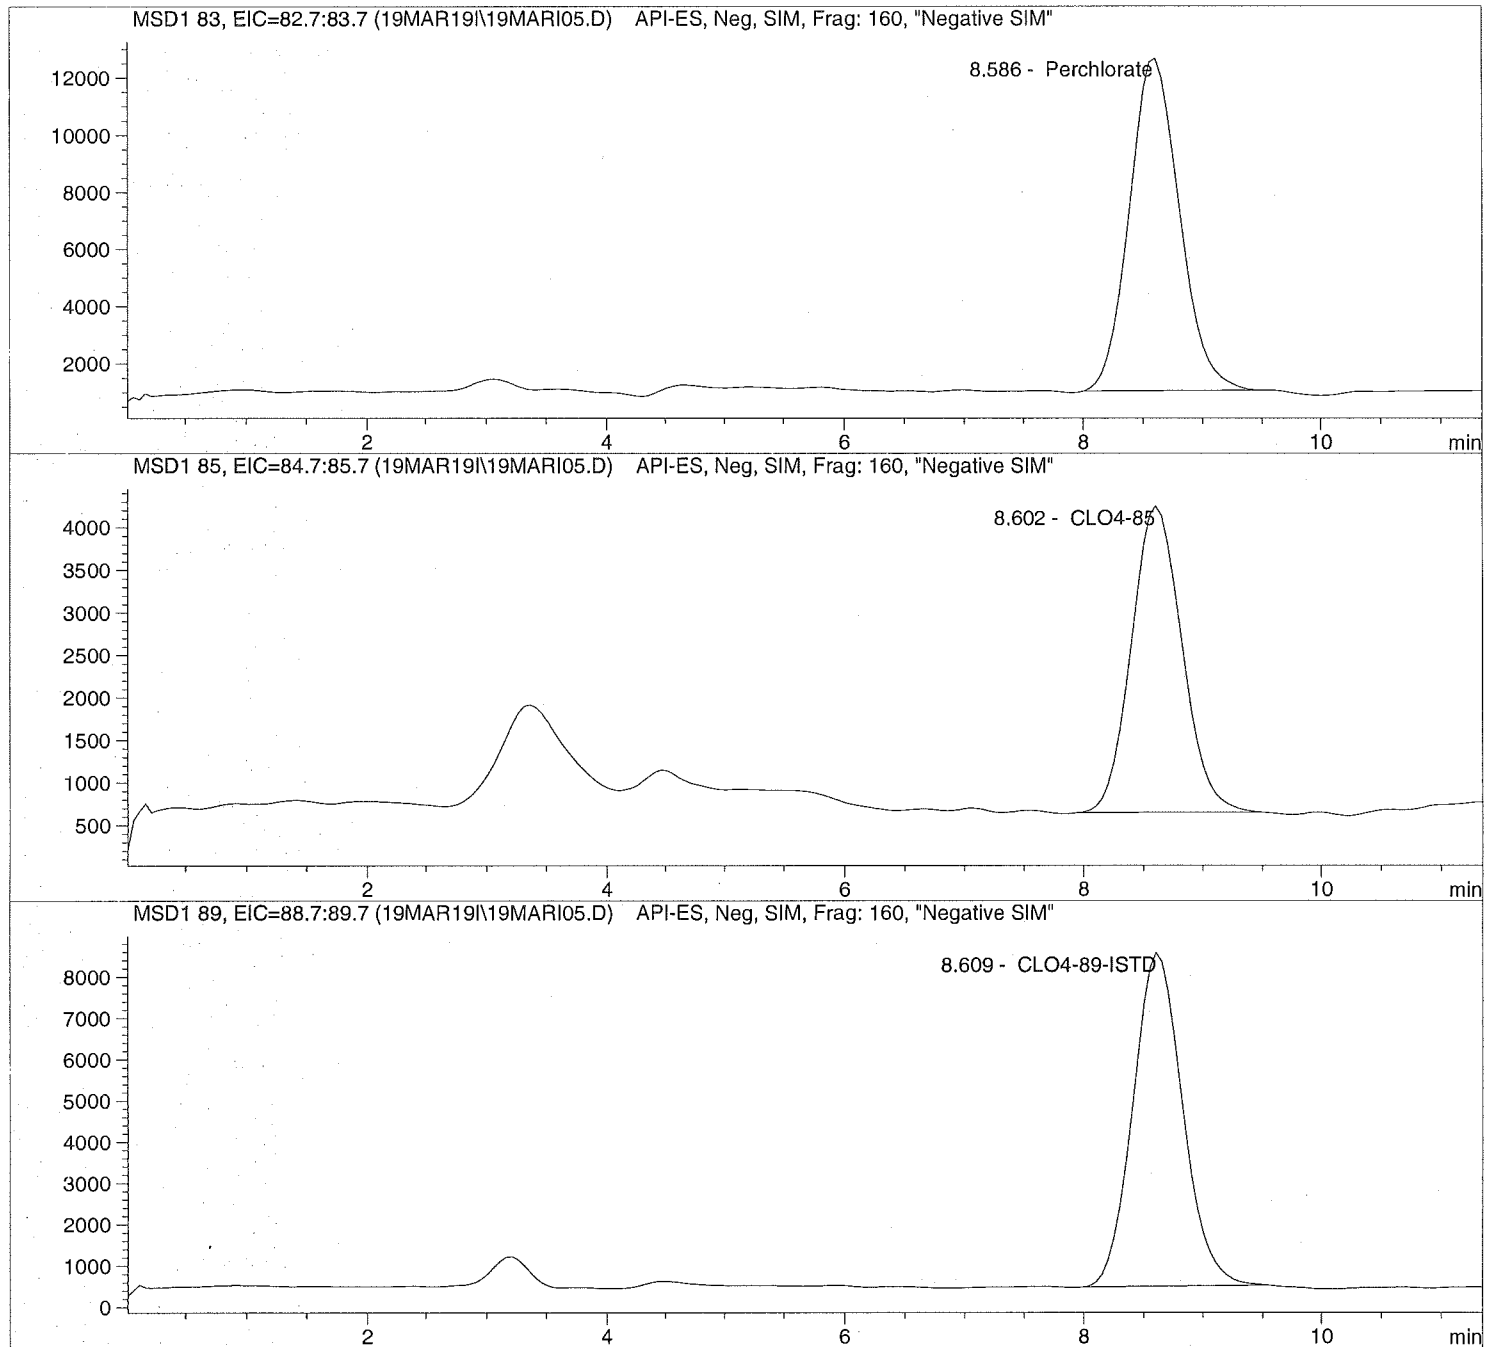 MSD1 83, EIC=82.7:83.7 (19MAR19I\19MARI05.D) API-ES, Neg, SIM, Frag: 160, "Negative SIM"
8.586 - Perchlorate
12000
10000
8000
6000
4000
2000
2 4 6 8 10 min
MSD1 85, EIC=84.7:85.7 (19MAR19I\19MARI05.D) API-ES, Neg, SIM, Frag: 160, "Negative SIM"
8.602 - CLO4-85
4000
3500
3000
2500
2000
1500
1000
500
2 4 6 8 10 min
MSD1 89, EIC=88.7:89.7 (19MAR19I\19MARI05.D) API-ES, Neg, SIM, Frag: 160, "Negative SIM"
8.609 - CLO4-89-ISTD
8000
7000
6000
5000
4000
3000
2000
1000
0
2 4 6 8 10 min